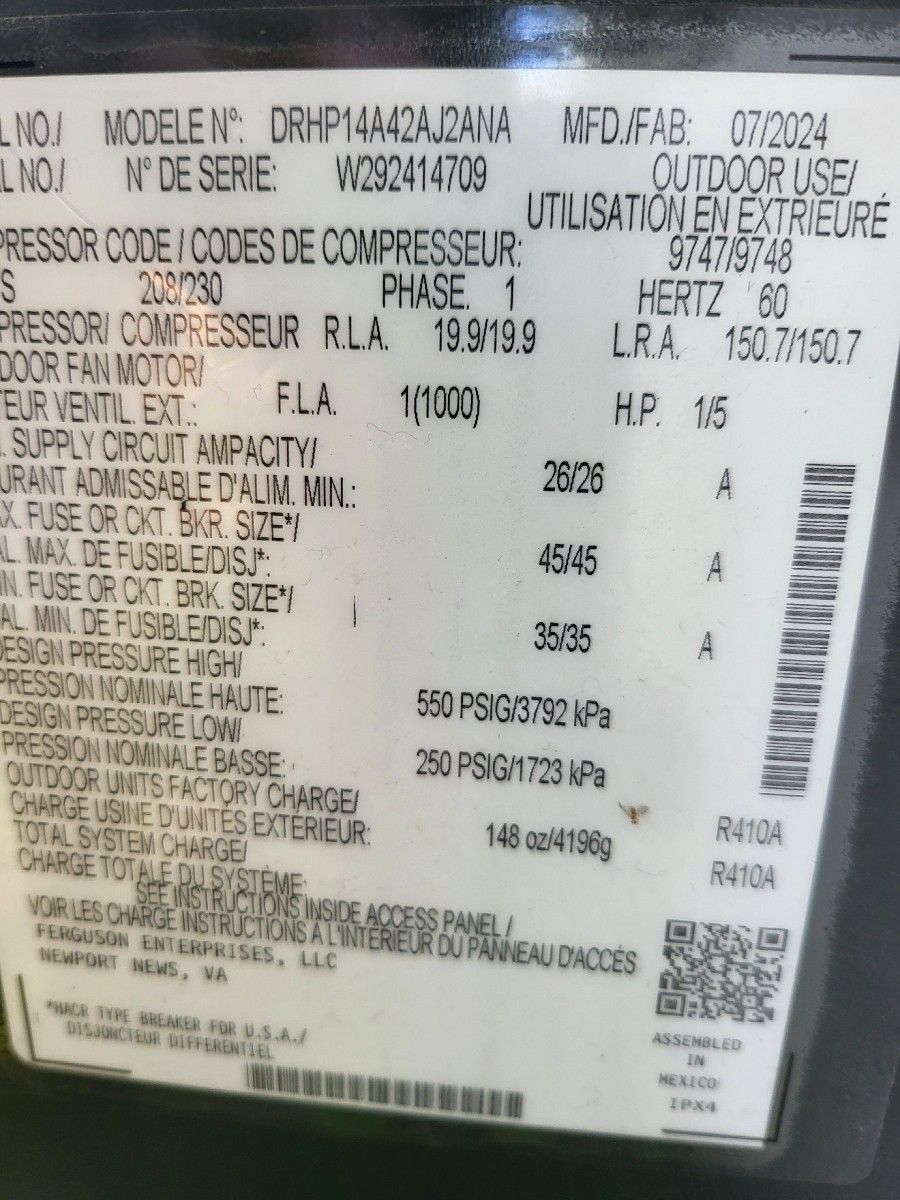 L NO./ MODELE N°: DRHP14A42AJ2ANA MFD./FAB: 07/2024
L NO./ N° DE SERIE: W292414709 OUTDOOR USE/
UTILISATION EN EXTRIEURÉ
PRESSOR CODE / CODES DE COMPRESSEUR: 9747/9748
S 208/230 PHASE. 1 HERTZ 60
PRESSOR/ COMPRESSEUR R.L.A. 19.9/19.9 L.R.A. 150.7/150.7
DOOR FAN MOTOR/
TEUR VENTIL. EXT.: F.L.A. 1(1000) H.P. 1/5
. SUPPLY CIRCUIT AMPACITY/
URANT ADMISSABLE D'ALIM. MIN.: 26/26 A
X. FUSE OR CKT. BKR. SIZE*/
AL. MAX. DE FUSIBLE/DISJ*: 45/45 A
IN. FUSE OR CKT. BRK. SIZE*/
AL. MIN. DE FUSIBLE/DISJ*: 35/35 A
DESIGN PRESSURE HIGH/
PRESSION NOMINALE HAUTE: 550 PSIG/3792 kPa
DESIGN PRESSURE LOW/
PRESSION NOMINALE BASSE: 250 PSIG/1723 kPa
OUTDOOR UNITS FACTORY CHARGE/
CHARGE USINE D'UNITÉS EXTERIEUR: 148 oz/4196g R410A
TOTAL SYSTEM CHARGE/
CHARGE TOTALE DU SYSTÈME: R410A
SEE INSTRUCTIONS INSIDE ACCESS PANEL /
VOIR LES CHARGE INSTRUCTIONS A L'INTERIEUR DU PANNEAU D'ACCÉS
FERGUSON ENTERPRISES, LLC
NEWPORT NEWS, VA
*HACR TYPE BREAKER FOR U.S.A./
DISJONCTEUR DIFFERENTIEL
ASSEMBLED
IN
MEXICO
IPX4